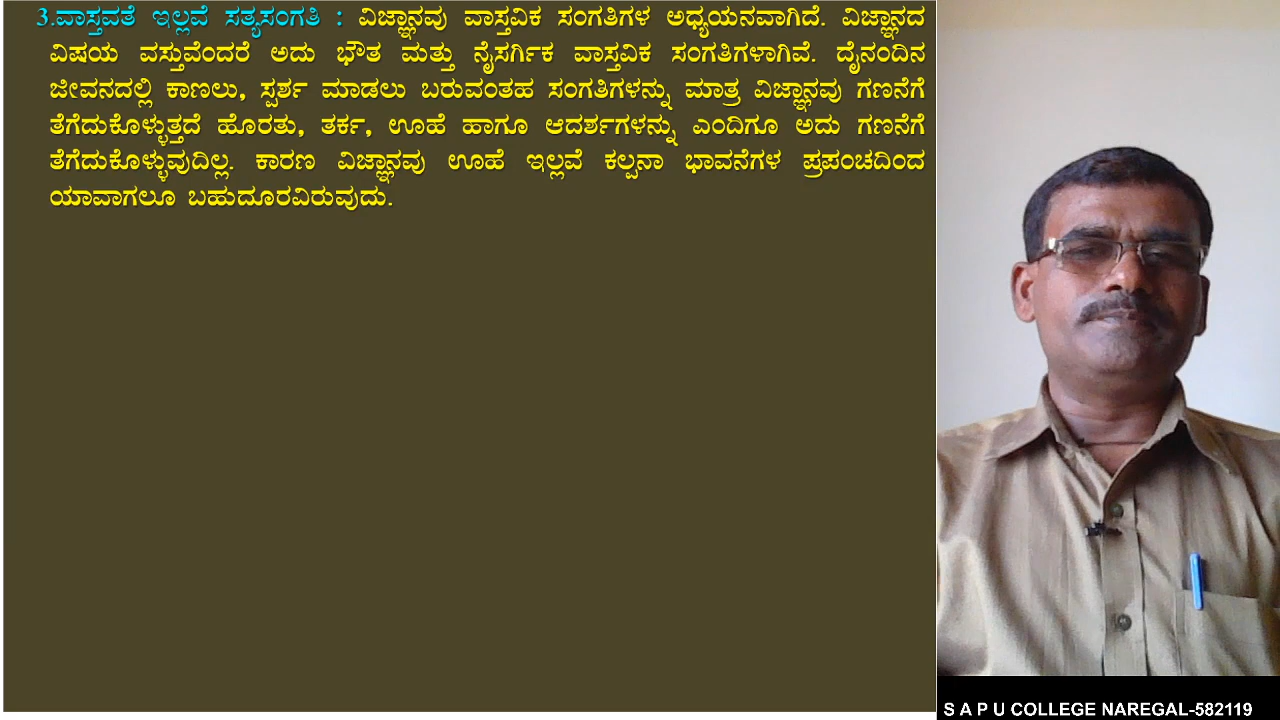 3.ವಾಸ್ತವತೆ ಇಲ್ಲವೆ ಸತ್ಯಸಂಗತಿ : ವಿಜ್ಞಾನವು ವಾಸ್ತವಿಕ ಸಂಗತಿಗಳ ಅಧ್ಯಯನವಾಗಿದೆ. ವಿಜ್ಞಾನದ
ವಿಷಯ ವಸ್ತುವೆಂದರೆ ಅದು ಭೌತ ಮತ್ತು ನೈಸರ್ಗಿಕ ವಾಸ್ತವಿಕ ಸಂಗತಿಗಳಾಗಿವೆ. ದೈನಂದಿನ
ಜೀವನದಲ್ಲಿ ಕಾಣಲು, ಸ್ಪರ್ಶ ಮಾಡಲು ಬರುವಂತಹ ಸಂಗತಿಗಳನ್ನು ಮಾತ್ರ ವಿಜ್ಞಾನವು ಗಣನೆಗೆ
ತೆಗೆದುಕೊಳ್ಳುತ್ತದೆ ಹೊರತು, ತರ್ಕ, ಊಹೆ ಹಾಗೂ ಆದರ್ಶಗಳನ್ನು ಎಂದಿಗೂ ಅದು ಗಣನೆಗೆ
ತೆಗೆದುಕೊಳ್ಳುವುದಿಲ್ಲ. ಕಾರಣ ವಿಜ್ಞಾನವು ಊಹೆ ಇಲ್ಲವೆ ಕಲ್ಪನಾ ಭಾವನೆಗಳ ಪ್ರಪಂಚದಿಂದ
ಯಾವಾಗಲೂ ಬಹುದೂರವಿರುವುದು.
S A P U COLLEGE NAREGAL-582119